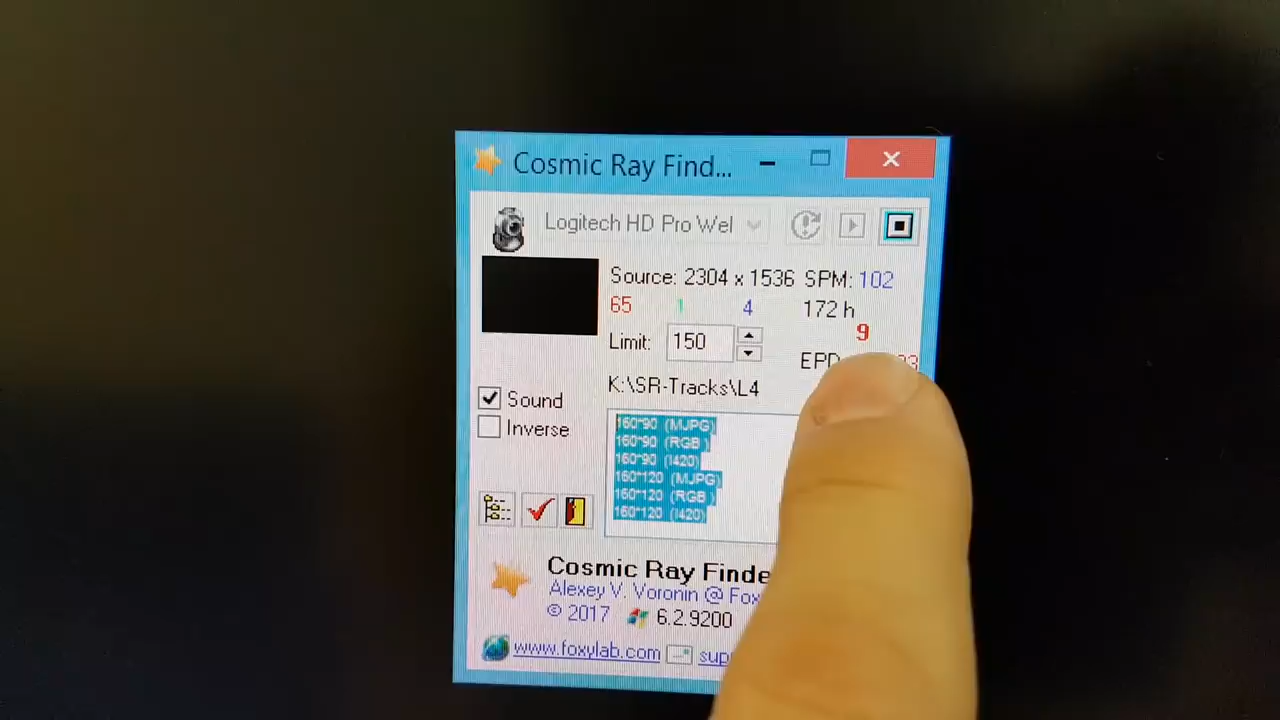 Cosmic Ray Find...
Logitech HD Pro Wel
Source: 2304 x 1536 SPM: 102
65 1 4 172 h
9
Limit: 150
EPD
K:\SR-Tracks\L4
Sound
Inverse
160*90 (MJPG)
160*90 (RGB )
160*90 (I420)
160*120 (MJPG)
160*120 (RGB )
160*120 (I420)
Cosmic Ray Finde
Alexey V. Voronin @ Fox
© 2017 6.2.9200
www.foxylab.com sup